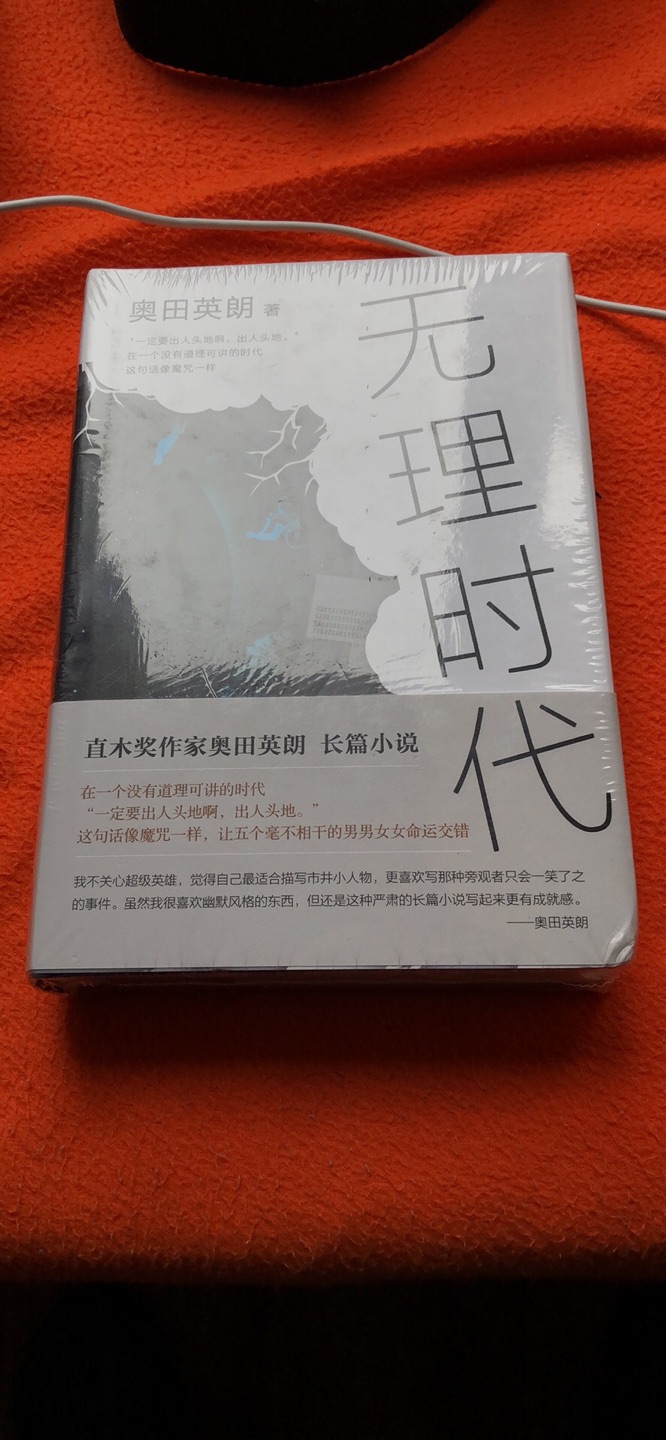 奥田英朗 著
“一定要出人头地啊，出人头地。”
在一个没有道理可讲的时代
这句话像魔咒一样
无理时代
直木奖作家奥田英朗 长篇小说
在一个没有道理可讲的时代
“一定要出人头地啊，出人头地。”
这句话像魔咒一样，让五个毫不相干的男男女女命运交错
我不关心超级英雄，觉得自己最适合描写市井小人物，更喜欢写那种旁观者只会一笑了之
的事件。虽然我很喜欢幽默风格的东西，但还是这种严肃的长篇小说写起来更有成就感。
——奥田英朗